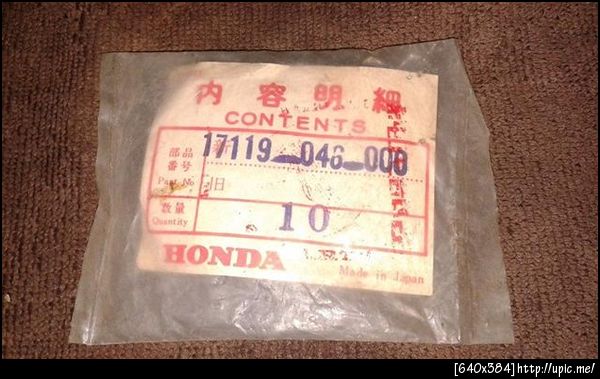 内容明細
CONTENTS
部品番号
Part No
新 17119-046-000
旧
数量
Quantity
10
HONDA
Made in Japan
[640x384]http://upic.me/